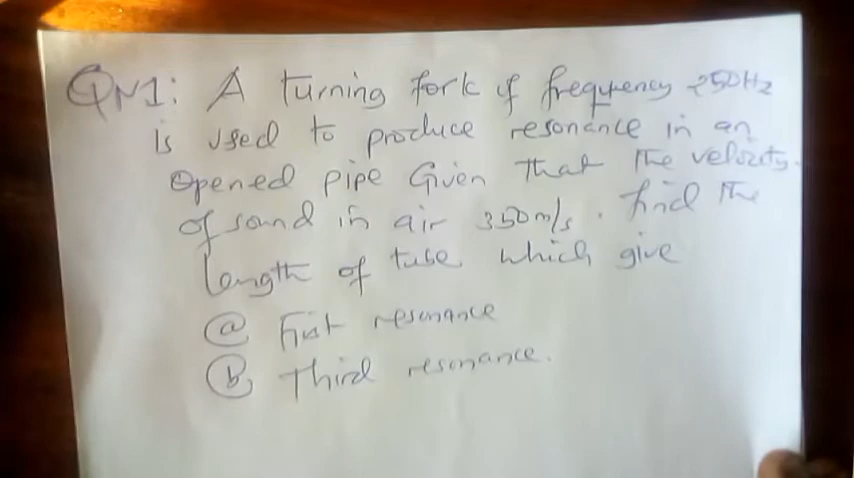 QN1: A turning fork of frequency 250Hz
is used to produce resonance in an
Opened pipe Given that the velocity
of sound in air 350m/s. find the
length of tube which give
(a) First resonance
(b) Third resonance.